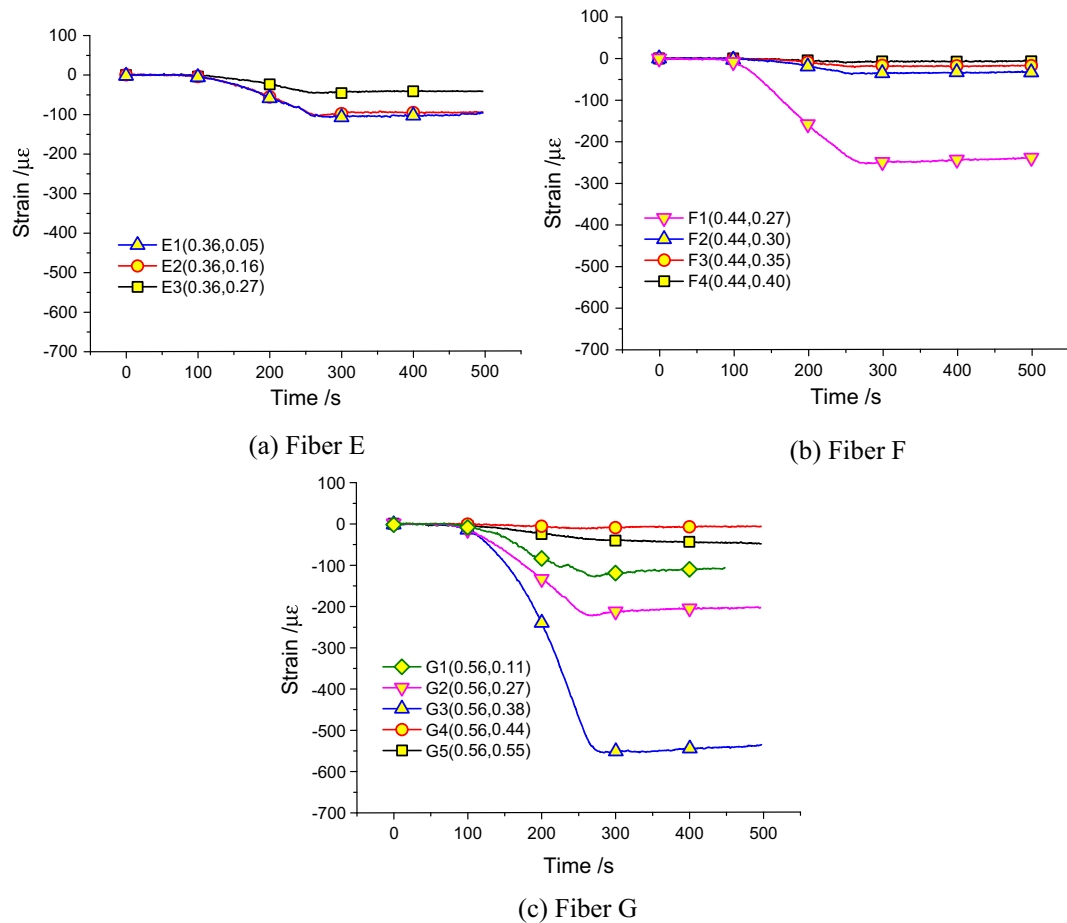 100
0
-100
-200
-300
-400
-500
-600
-700
Strain /με
E1(0.36,0.05)
E2(0.36,0.16)
E3(0.36,0.27)
0 100 200 300 400 500
Time /s
(a) Fiber E
100
0
-100
-200
-300
-400
-500
-600
-700
Strain /με
F1(0.44,0.27)
F2(0.44,0.30)
F3(0.44,0.35)
F4(0.44,0.40)
0 100 200 300 400 500
Time /s
(b) Fiber F
100
0
-100
-200
-300
-400
-500
-600
-700
Strain /με
G1(0.56,0.11)
G2(0.56,0.27)
G3(0.56,0.38)
G4(0.56,0.44)
G5(0.56,0.55)
0 100 200 300 400 500
Time /s
(c) Fiber G